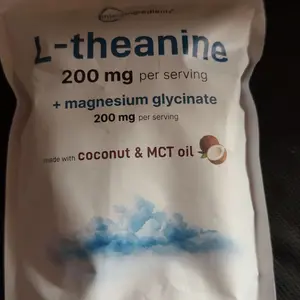 L-theanine
200 mg per serving
+ magnesium glycinate
200 mg per serving
made with coconut & MCT oil